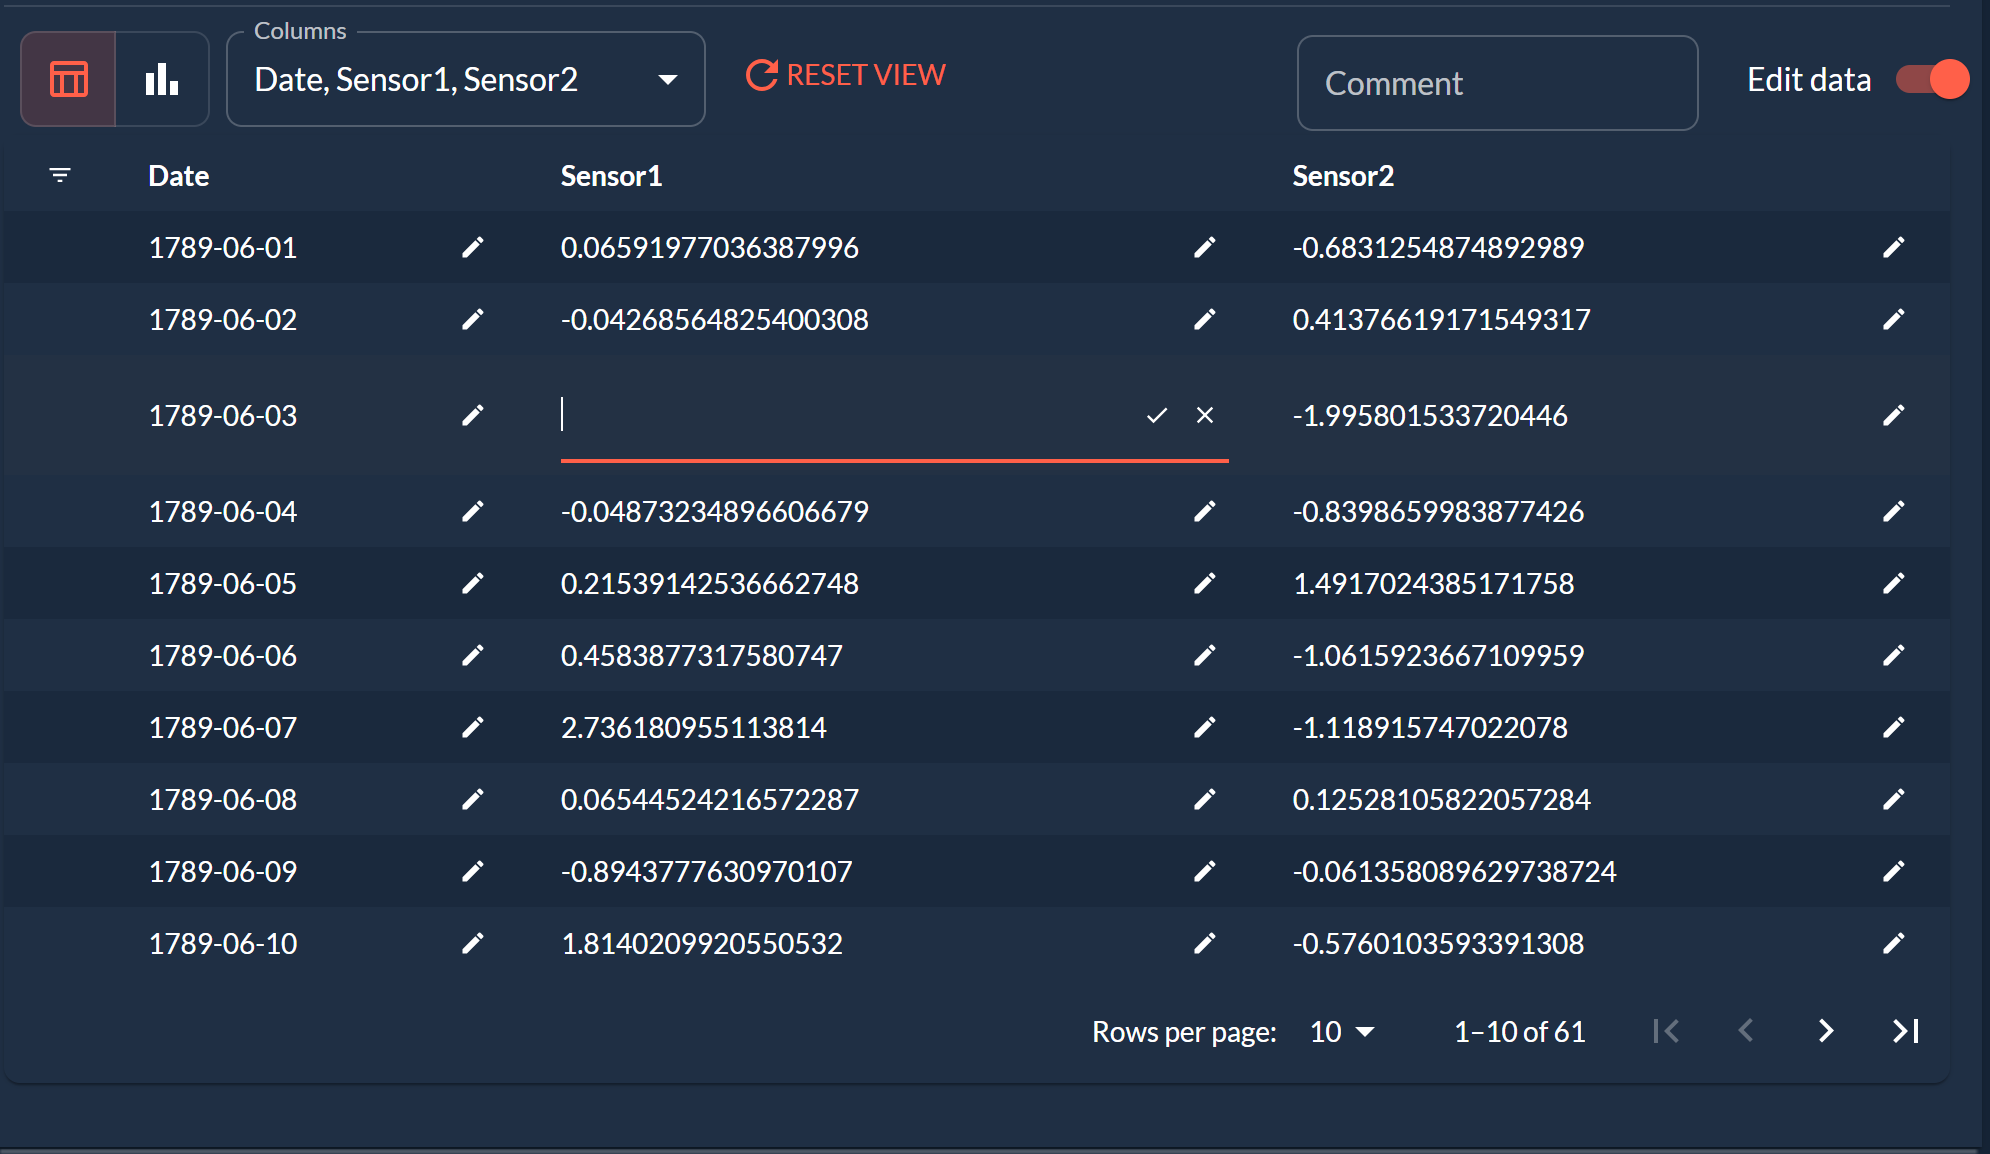 Columns
Date, Sensor1, Sensor2 RESET VIEW Comment Edit data
Date Sensor1 Sensor2
1789-06-01 0.06591977036387996 -0.6831254874892989
1789-06-02 -0.04268564825400308 0.41376619171549317
1789-06-03 -1.995801533720446
1789-06-04 -0.04873234896606679 -0.8398659983877426
1789-06-05 0.21539142536662748 1.4917024385171758
1789-06-06 0.4583877317580747 -1.0615923667109959
1789-06-07 2.736180955113814 -1.118915747022078
1789-06-08 0.06544524216572287 0.12528105822057284
1789-06-09 -0.8943777630970107 -0.061358089629738724
1789-06-10 1.8140209920550532 -0.5760103593391308
Rows per page: 10 1–10 of 61